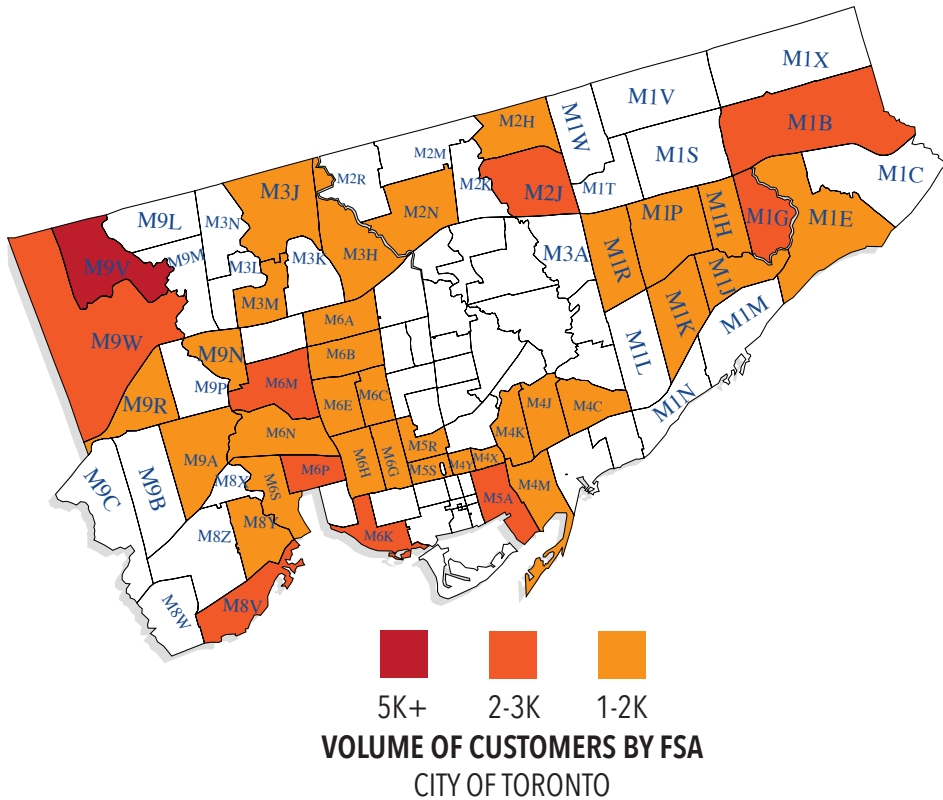 M1X
M1V
M1B
M2H
M1W
M1S
M2M
M1C
M2R
M2K
M2J
M1T
M3J
M2N
M1P
M1H
M1G
M1E
M9L
M3N
M3H
M3A
M1R
M9V
M9M
M3L
M3K
M1J
M3M
M1K
M1M
M6A
M9W
M9N
M6B
M1L
M9P
M6M
M6C
M6E
M9R
M4J
M4C
M1N
M6N
M4K
M5R
M9A
M6H
M6G
M5S
M4Y
M4X
M6P
M9C
M9B
M8X
M6S
M5A
M4M
M8Y
M8Z
M6K
M8W
M8V
5K+
2-3K
1-2K
VOLUME OF CUSTOMERS BY FSA
CITY OF TORONTO